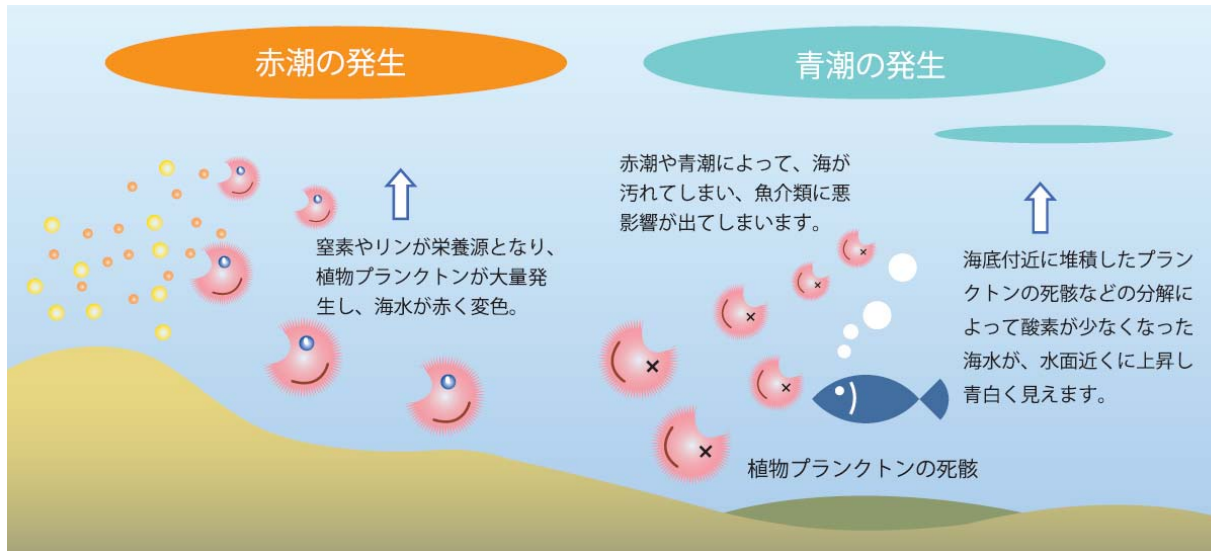 赤潮の発生
窒素やリンが栄養源となり、
植物プランクトンが大量発
生し、海水が赤く変色。
青潮の発生
赤潮や青潮によって、海が
汚れてしまい、魚介類に悪
影響が出てしまいます。
海底付近に堆積したプラン
クトンの死骸などの分解に
よって酸素が少なくなった
海水が、水面近くに上昇し
青白く見えます。
植物プランクトンの死骸